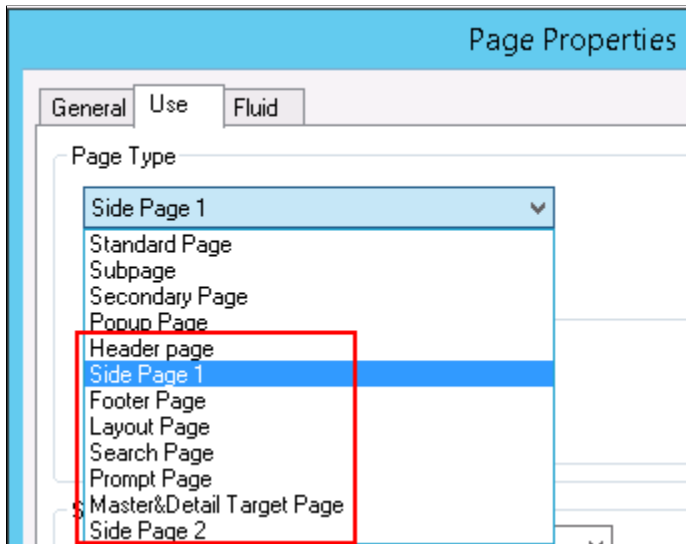 Page Properties
General Use Fluid
Page Type
Side Page 1
Standard Page
Subpage
Secondary Page
Popup Page
Header page
Side Page 1
Footer Page
Layout Page
Search Page
Prompt Page
Master&Detail Target Page
Side Page 2